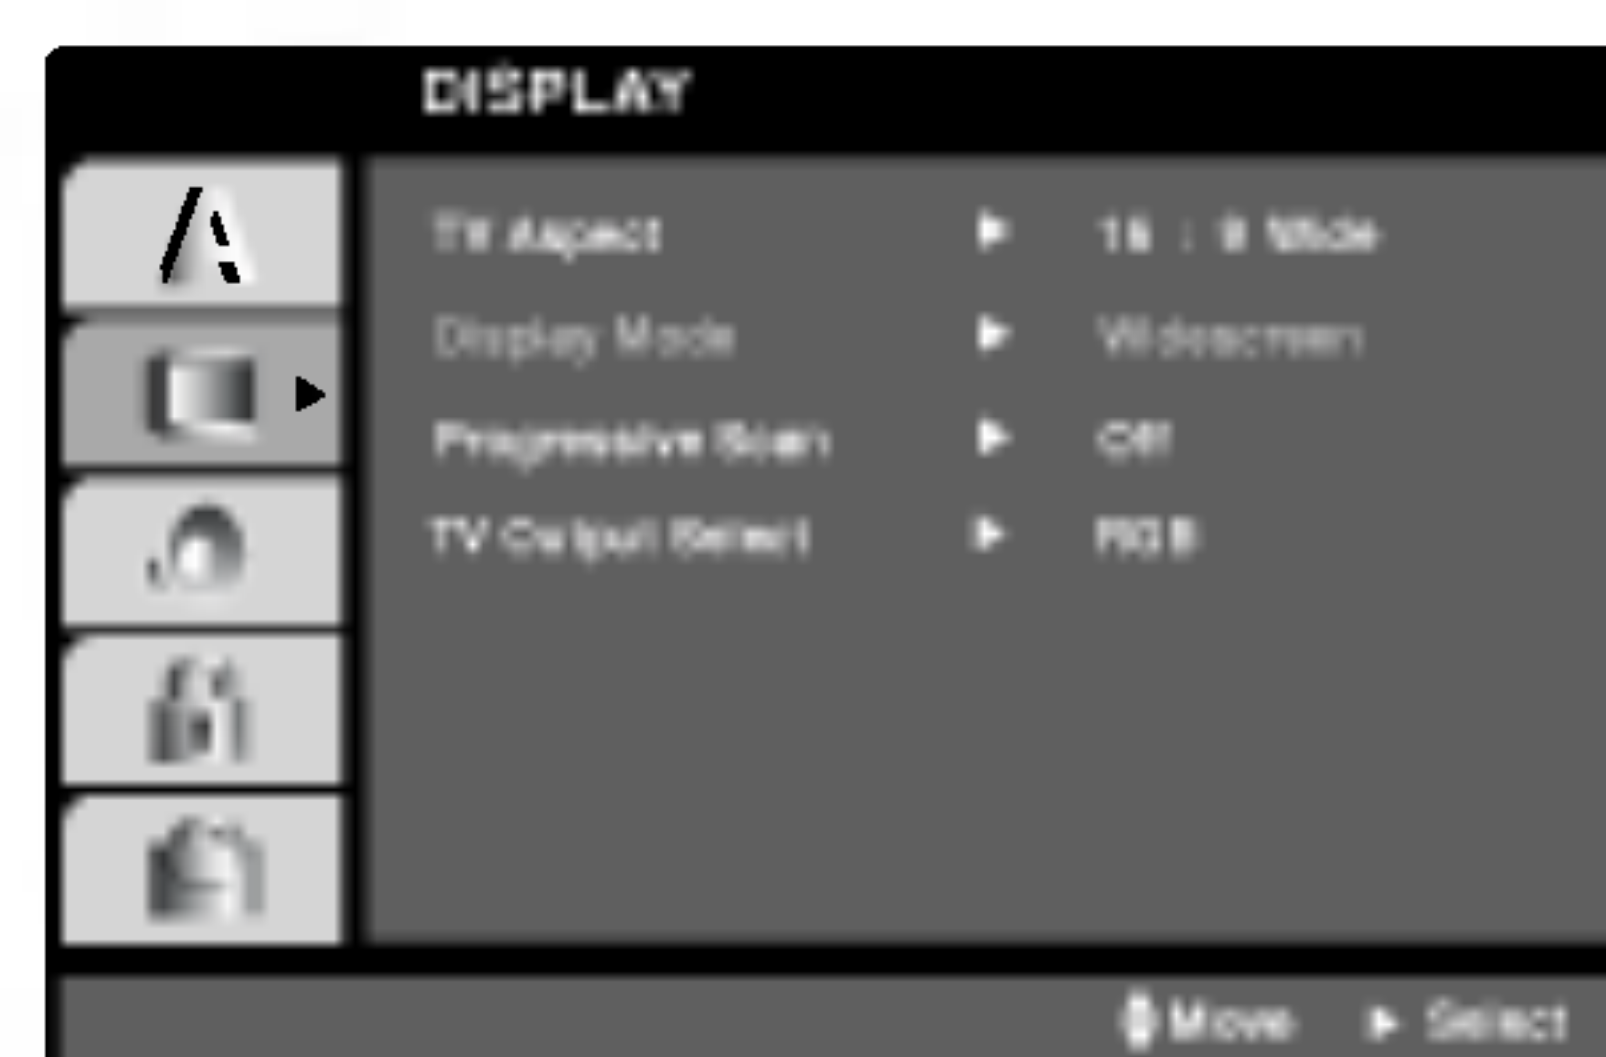 DISPLAY
TV Aspect ► 16 : 9 Wide
Display Mode ► Widescreen
Progressive Scan ► Off
TV Output Select ► RGB
Move ► Select